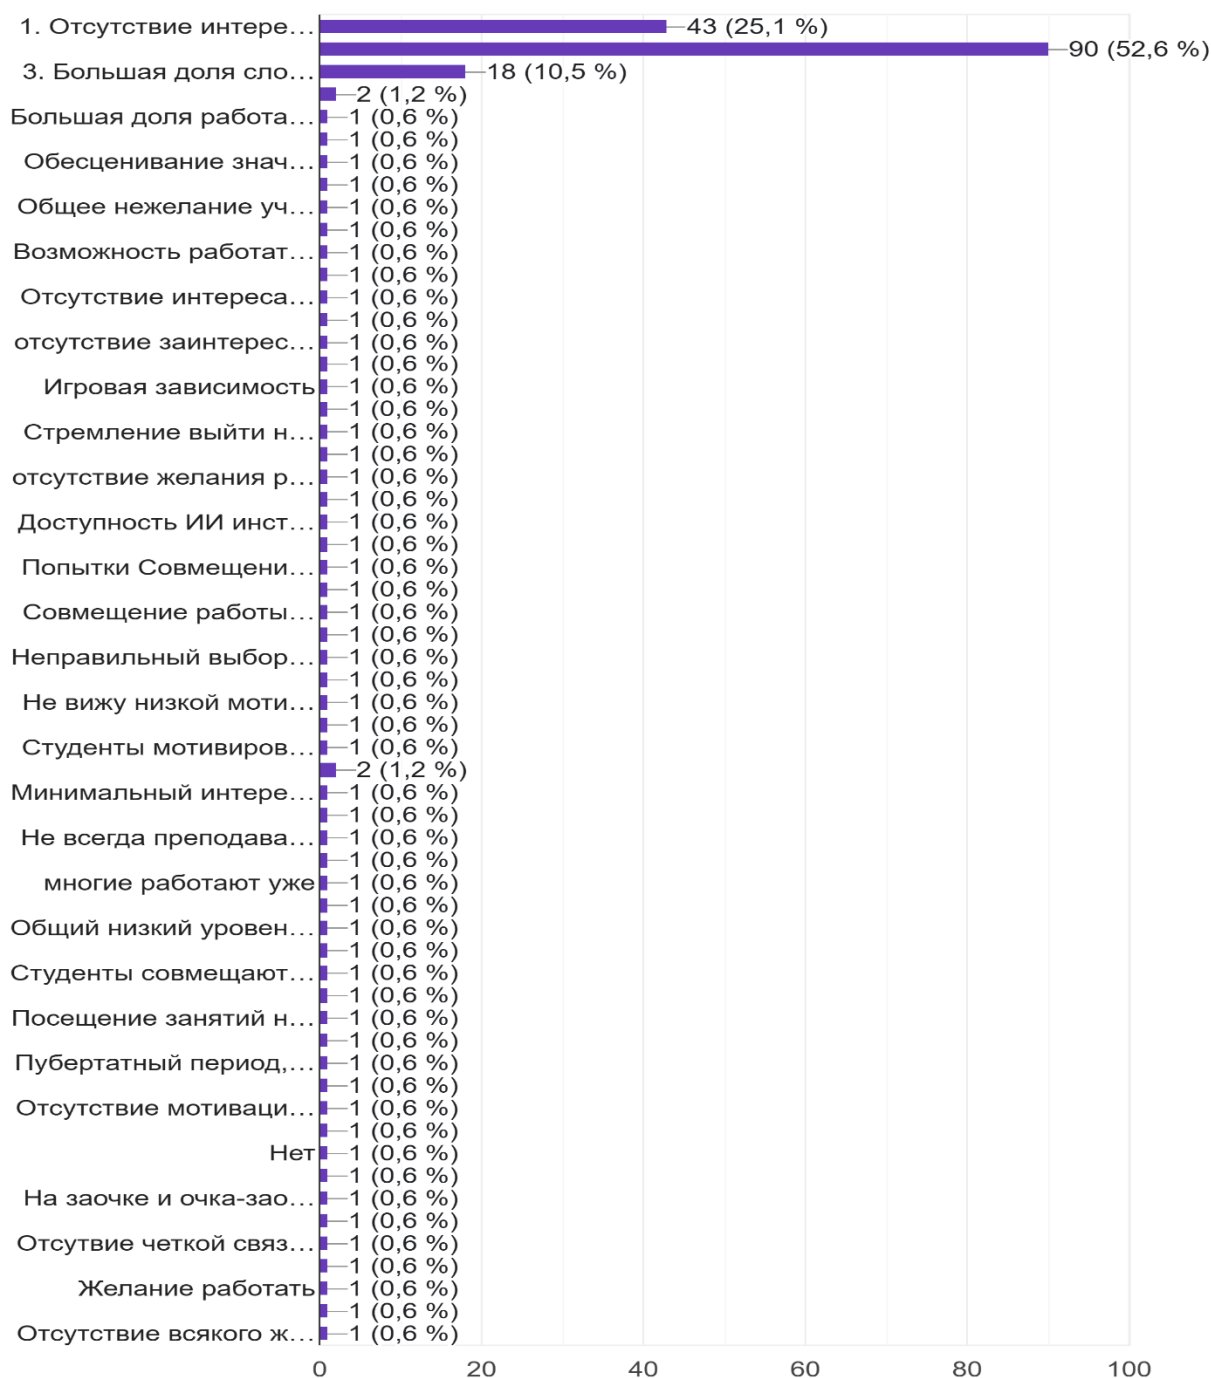 1. Отсутствие интере… 43 (25,1 %)
90 (52,6 %)
3. Большая доля сло… 18 (10,5 %)
2 (1,2 %)
Большая доля работа… 1 (0,6 %)
1 (0,6 %)
Обесценивание знач… 1 (0,6 %)
1 (0,6 %)
Общее нежелание уч… 1 (0,6 %)
1 (0,6 %)
Возможность работат… 1 (0,6 %)
1 (0,6 %)
Отсутствие интереса… 1 (0,6 %)
1 (0,6 %)
отсутствие заинтерес… 1 (0,6 %)
1 (0,6 %)
Игровая зависимость 1 (0,6 %)
1 (0,6 %)
Стремление выйти н… 1 (0,6 %)
1 (0,6 %)
отсутствие желания р… 1 (0,6 %)
1 (0,6 %)
Доступность ИИ инст… 1 (0,6 %)
1 (0,6 %)
Попытки Совмещени… 1 (0,6 %)
1 (0,6 %)
Совмещение работы… 1 (0,6 %)
1 (0,6 %)
Неправильный выбор… 1 (0,6 %)
1 (0,6 %)
Не вижу низкой моти… 1 (0,6 %)
1 (0,6 %)
Студенты мотивиров… 1 (0,6 %)
2 (1,2 %)
Минимальный интере… 1 (0,6 %)
1 (0,6 %)
Не всегда преподава… 1 (0,6 %)
1 (0,6 %)
многие работают уже 1 (0,6 %)
1 (0,6 %)
Общий низкий уровен… 1 (0,6 %)
1 (0,6 %)
Студенты совмещают… 1 (0,6 %)
1 (0,6 %)
Посещение занятий н… 1 (0,6 %)
1 (0,6 %)
Пубертатный период,… 1 (0,6 %)
1 (0,6 %)
Отсутствие мотиваци… 1 (0,6 %)
1 (0,6 %)
Нет 1 (0,6 %)
1 (0,6 %)
На заочке и очка-зао… 1 (0,6 %)
1 (0,6 %)
Отсутвие четкой связ… 1 (0,6 %)
1 (0,6 %)
Желание работать 1 (0,6 %)
1 (0,6 %)
Отсутствие всякого ж… 1 (0,6 %)
0 20 40 60 80 100